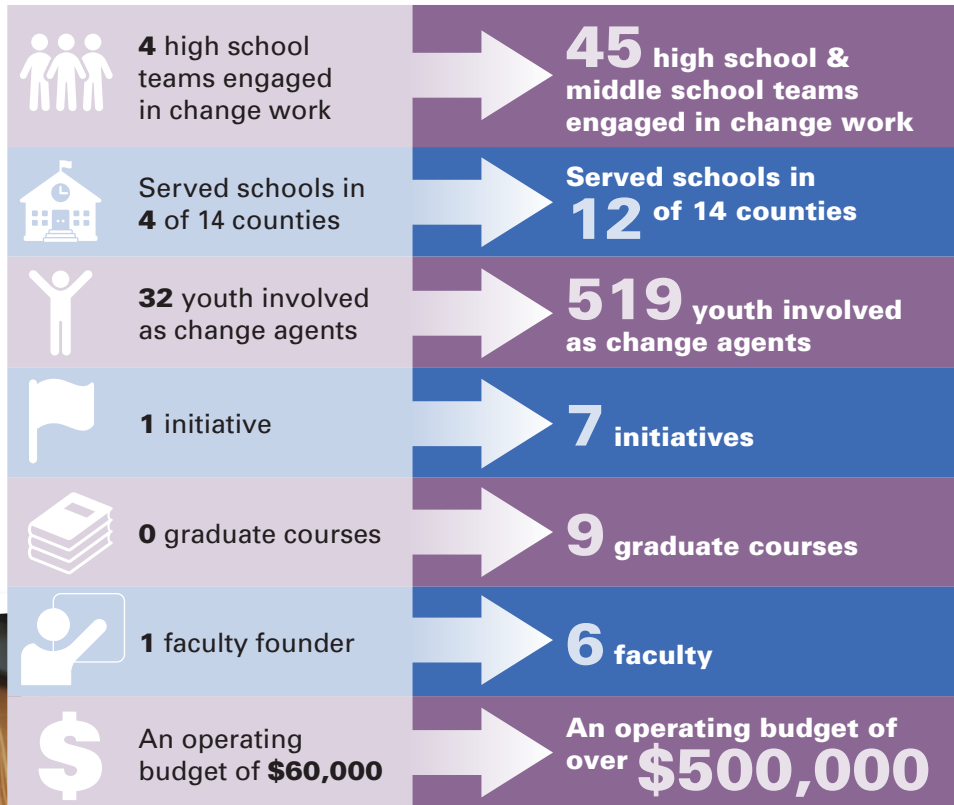 4 high school
teams engaged
in change work
45 high school &
middle school teams
engaged in change work
Served schools in
4 of 14 counties
Served schools in
12 of 14 counties
32 youth involved
as change agents
519 youth involved
as change agents
1 initiative
7 initiatives
0 graduate courses
9 graduate courses
1 faculty founder
6 faculty
$
An operating
budget of $60,000
An operating budget of
over $500,000